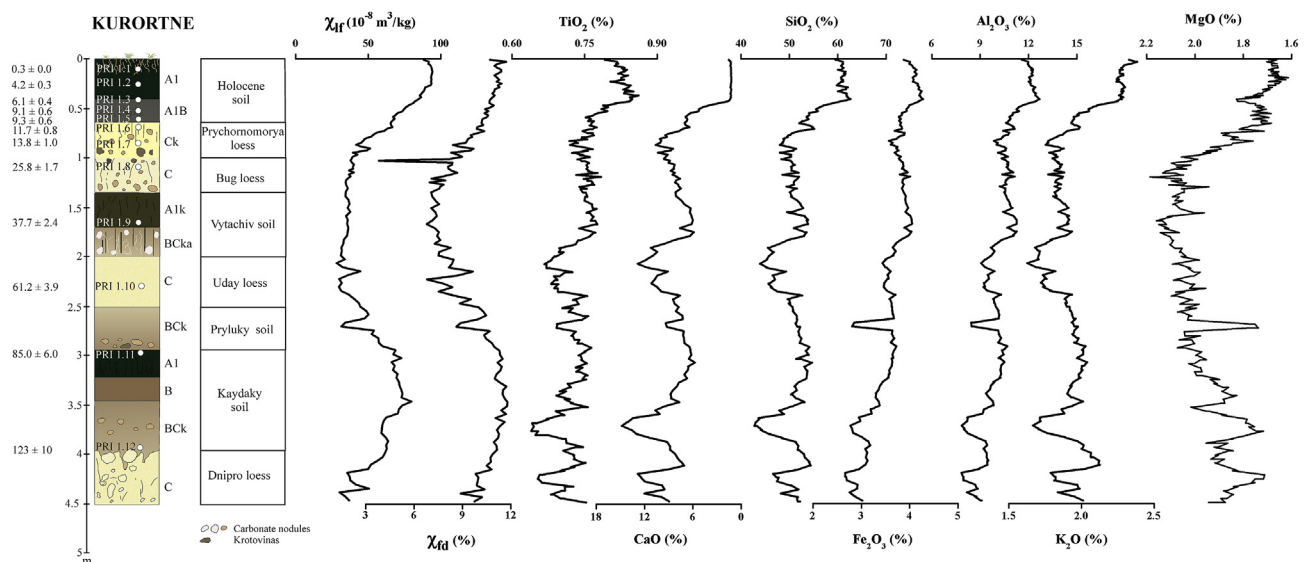 KURORTNE
χlf (10⁻⁸ m³/kg)
TiO₂ (%)
SiO₂ (%)
Al₂O₃ (%)
MgO (%)
0 50 100
0.60 0.75 0.90
40 50 60 70
6 9 12 15
2.2 2.0 1.8 1.6
0
0.5
1
1.5
2
2.5
3
3.5
4
4.5
5
m
0.3 ± 0.0
4.2 ± 0.3
6.1 ± 0.4
9.1 ± 0.6
9.3 ± 0.6
11.7 ± 0.8
13.8 ± 1.0
25.8 ± 1.7
37.7 ± 2.4
61.2 ± 3.9
85.0 ± 6.0
123 ± 10
PRI 1.1
PRI 1.2
PRI 1.3
PRI 1.4
PRI 1.5
PRI 1.6
PRI 1.7
PRI 1.8
PRI 1.9
PRI 1.10
PRI 1.11
PRI 1.12
A1
A1B
Ck
C
A1k
BCka
C
BCk
A1
B
BCk
C
Holocene
soil
Prychornomorya
loess
Bug loess
Vytachiv soil
Uday loess
Pryluky soil
Kaydaky
soil
Dnipro loess
Carbonate nodules
Krotovinas
3 9 12
18 10 6 0
2 3 4 5
1.5 2.0 2.5
χfd (%)
CaO (%)
Fe₂O₃ (%)
K₂O (%)